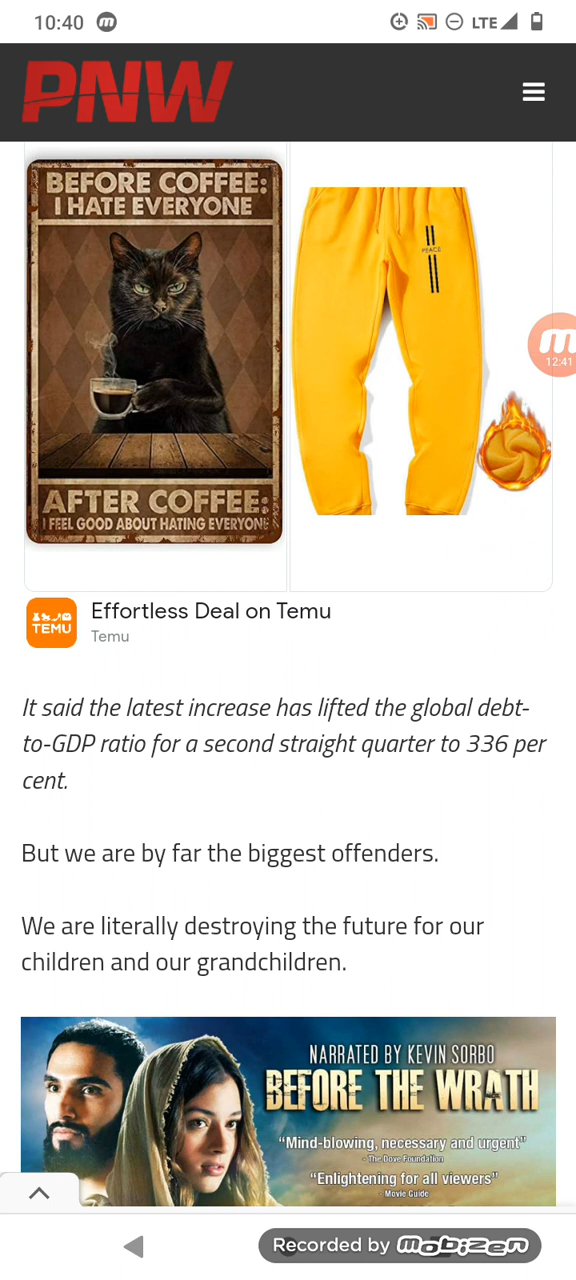 10:40
LTE
PNW
BEFORE COFFEE:
I HATE EVERYONE
PEACE
12:41
AFTER COFFEE:
I FEEL GOOD ABOUT HATING EVERYONE
TEMU
Effortless Deal on Temu
Temu
It said the latest increase has lifted the global debt-
to-GDP ratio for a second straight quarter to 336 per
cent.
But we are by far the biggest offenders.
We are literally destroying the future for our
children and our grandchildren.
NARRATED BY KEVIN SORBO
BEFORE THE WRATH
“Mind-blowing, necessary and urgent”
- The Dove Foundation
“Enlightening for all viewers”
- Movie Guide
Recorded by mobizen